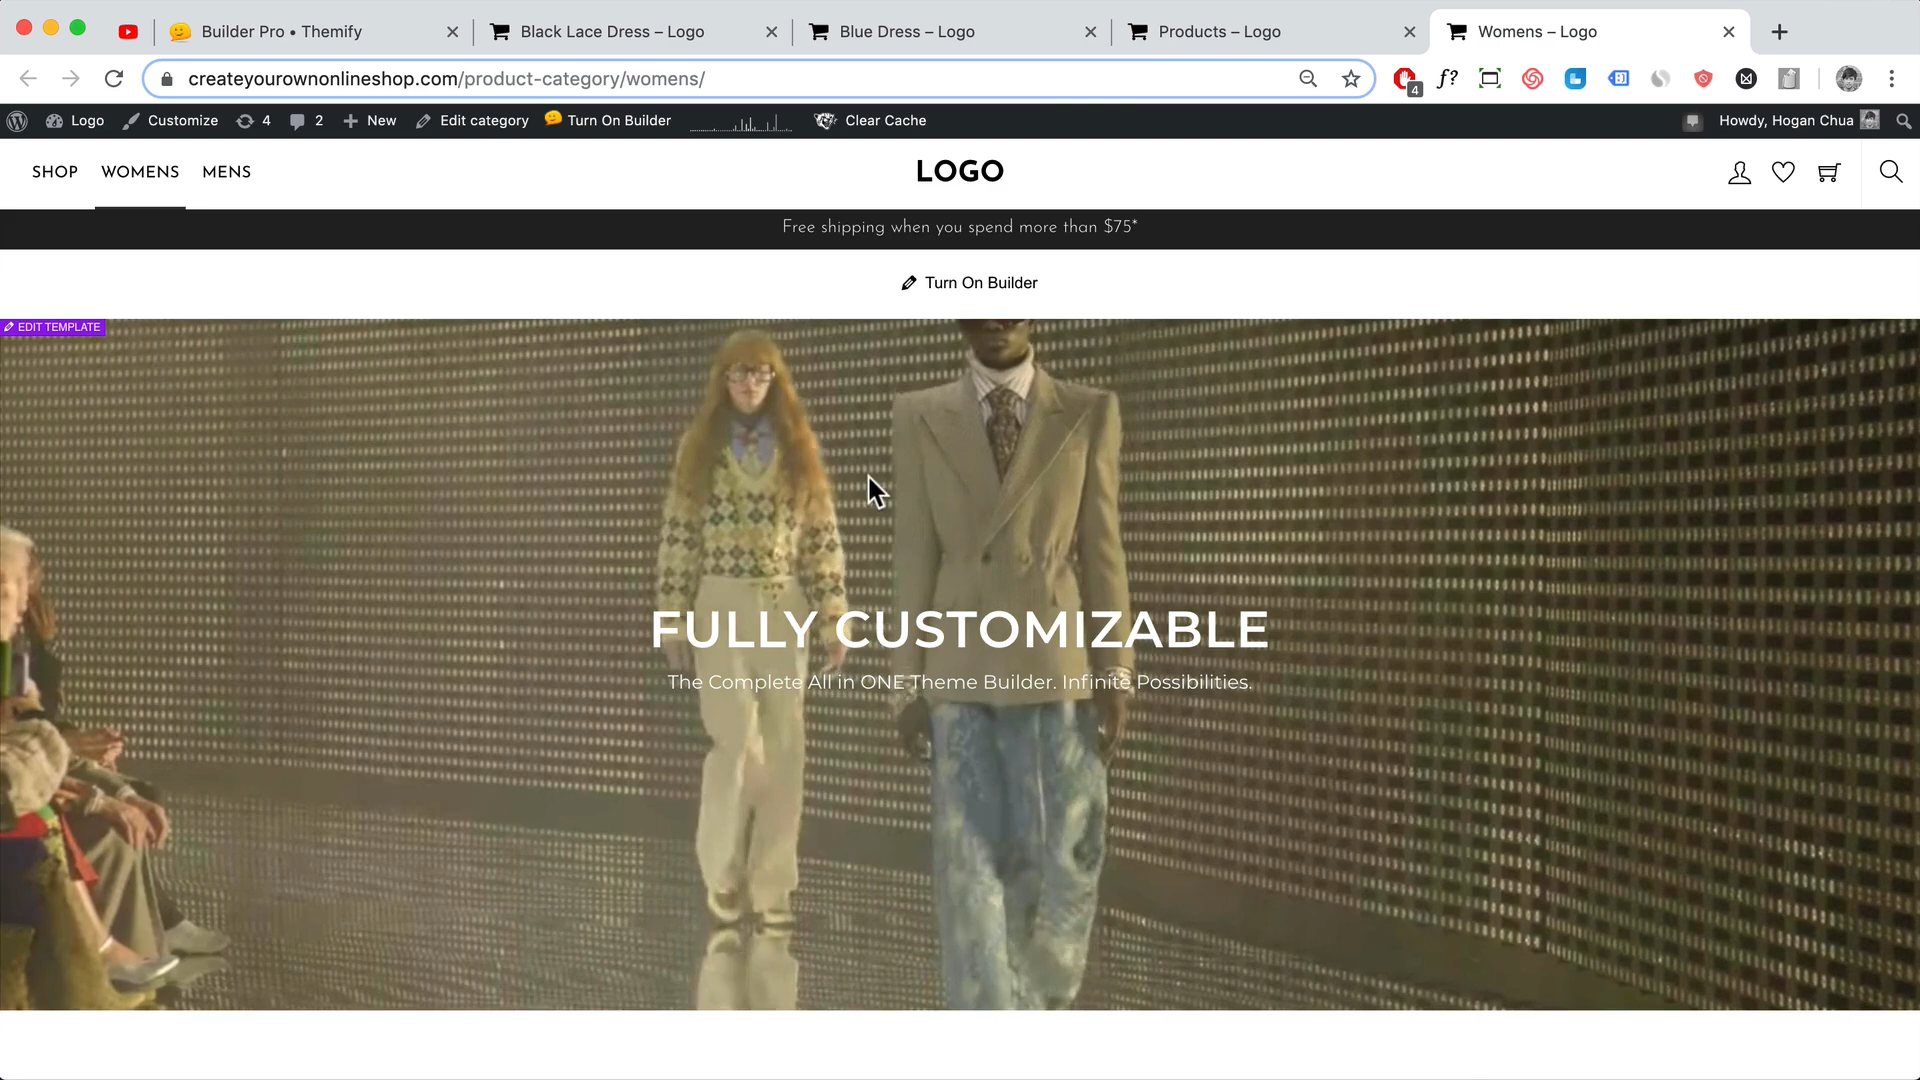 Builder Pro • Themify
Black Lace Dress – Logo
Blue Dress – Logo
Products – Logo
Womens – Logo
createyourownonlineshop.com/product-category/womens/
f?
4
Logo
Customize
4
2
New
Edit category
Turn On Builder
Clear Cache
Howdy, Hogan Chua
SHOP
WOMENS
MENS
LOGO
Free shipping when you spend more than $75*
Turn On Builder
EDIT TEMPLATE
FULLY CUSTOMIZABLE
The Complete All in ONE Theme Builder. Infinite Possibilities.